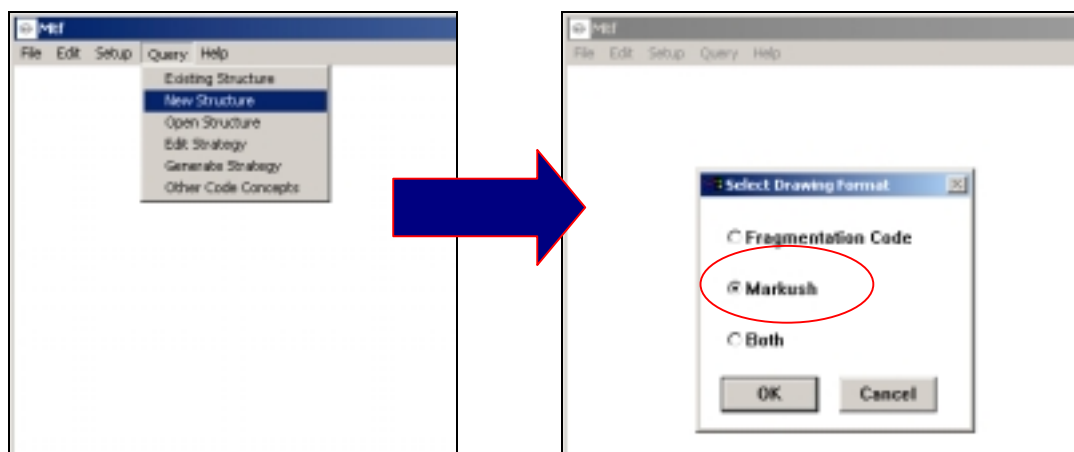 Mtf
File Edit Setup Query Help
Existing Structure
New Structure
Open Structure
Edit Strategy
Generate Strategy
Other Code Concepts
Mtf
File Edit Setup Query Help
Select Drawing Format
Fragmentation Code
Markush
Both
OK Cancel